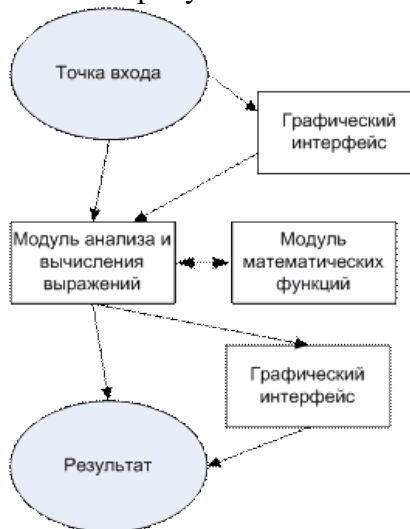 Точка входа
Графический
интерфейс
Модуль анализа и
вычисления
выражений
Модуль
математических
функций
Графический
интерфейс
Результат